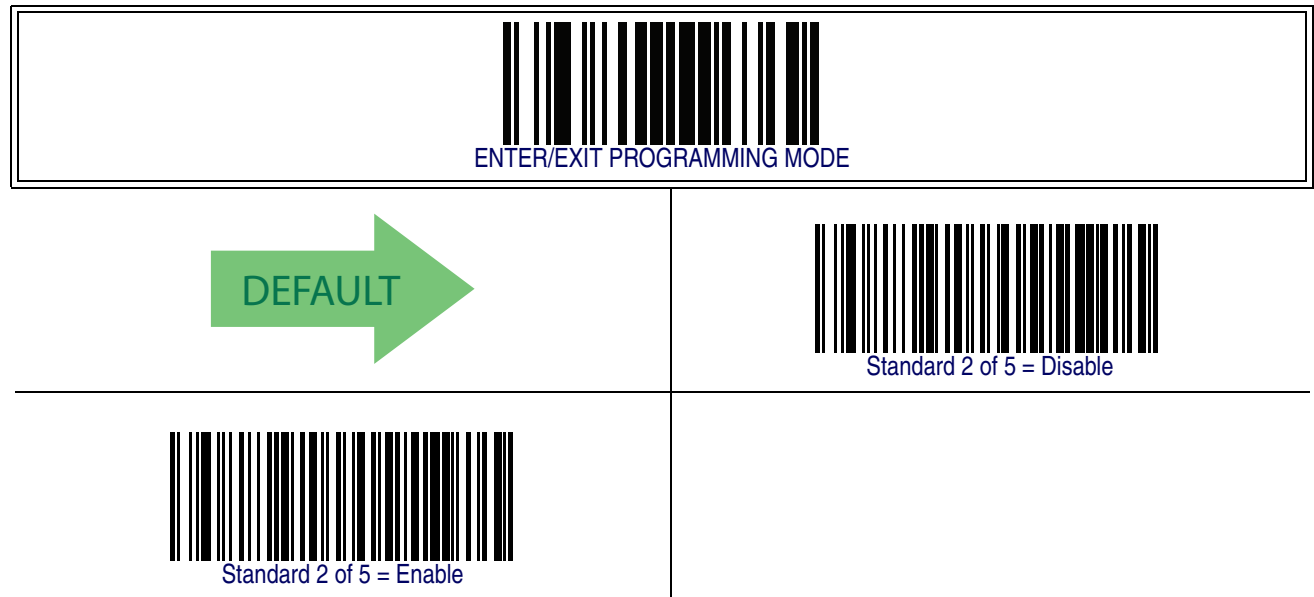 ENTER/EXIT PROGRAMMING MODE
DEFAULT
Standard 2 of 5 = Disable
Standard 2 of 5 = Enable